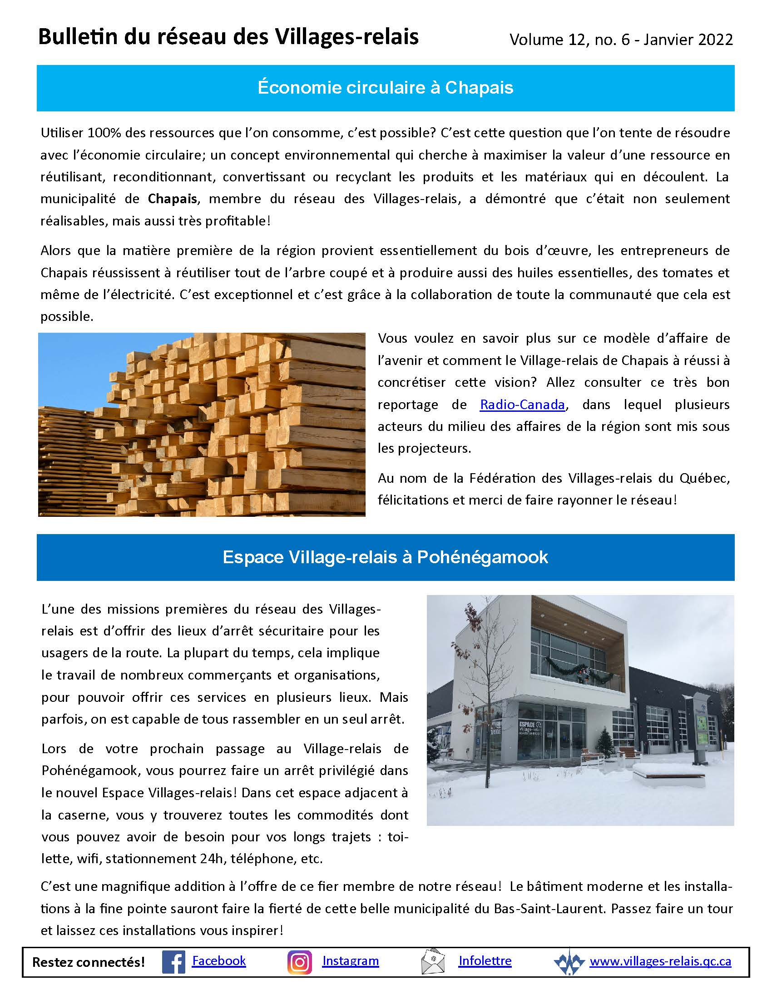 Bulletin du réseau des Villages-relais
Volume 12, no. 6 - Janvier 2022
Économie circulaire à Chapais
Utiliser 100% des ressources que l’on consomme, c’est possible? C’est cette question que l’on tente de résoudre
avec l’économie circulaire; un concept environnemental qui cherche à maximiser la valeur d’une ressource en
réutilisant, reconditionnant, convertissant ou recyclant les produits et les matériaux qui en découlent. La
municipalité de Chapais, membre du réseau des Villages-relais, a démontré que c’était non seulement
réalisables, mais aussi très profitable!
Alors que la matière première de la région provient essentiellement du bois d’œuvre, les entrepreneurs de
Chapais réussissent à réutiliser tout de l’arbre coupé et à produire aussi des huiles essentielles, des tomates et
même de l’électricité. C’est exceptionnel et c’est grâce à la collaboration de toute la communauté que cela est
possible.
Vous voulez en savoir plus sur ce modèle d’affaire de
l’avenir et comment le Village-relais de Chapais à réussi à
concrétiser cette vision? Allez consulter ce très bon
reportage de Radio-Canada, dans lequel plusieurs
acteurs du milieu des affaires de la région sont mis sous
les projecteurs.
Au nom de la Fédération des Villages-relais du Québec,
félicitations et merci de faire rayonner le réseau!
Espace Village-relais à Pohénégamook
L’une des missions premières du réseau des Villages-
relais est d’offrir des lieux d’arrêt sécuritaire pour les
usagers de la route. La plupart du temps, cela implique
le travail de nombreux commerçants et organisations,
pour pouvoir offrir ces services en plusieurs lieux. Mais
parfois, on est capable de tous rassembler en un seul arrêt.
Lors de votre prochain passage au Village-relais de
Pohénégamook, vous pourrez faire un arrêt privilégié dans
le nouvel Espace Villages-relais! Dans cet espace adjacent à
la caserne, vous y trouverez toutes les commodités dont
vous pouvez avoir de besoin pour vos longs trajets : toi-
lette, wifi, stationnement 24h, téléphone, etc.
ESPACE
Village-relais
C’est une magnifique addition à l’offre de ce fier membre de notre réseau! Le bâtiment moderne et les installa-
tions à la fine pointe sauront faire la fierté de cette belle municipalité du Bas-Saint-Laurent. Passez faire un tour
et laissez ces installations vous inspirer!
Restez connectés! Facebook Instagram Infolettre www.villages-relais.qc.ca